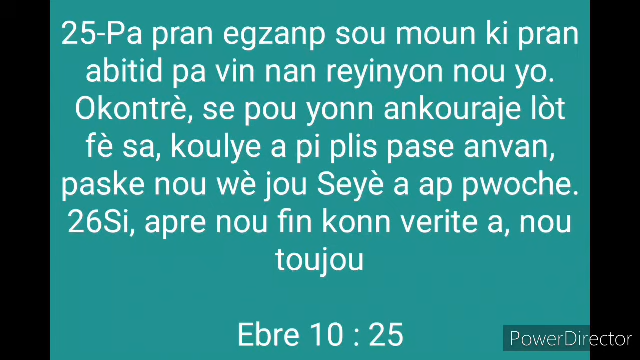 25-Pa pran egzanp sou moun ki pran
abitid pa vin nan reyinyon nou yo.
Okontrè, se pou yonn ankouraje lòt
fè sa, koulye a pi plis pase anvan,
paske nou wè jou Seyè a ap pwoche.
26Si, apre nou fin konn verite a, nou
toujou
Ebre 10 : 25
PowerDirector